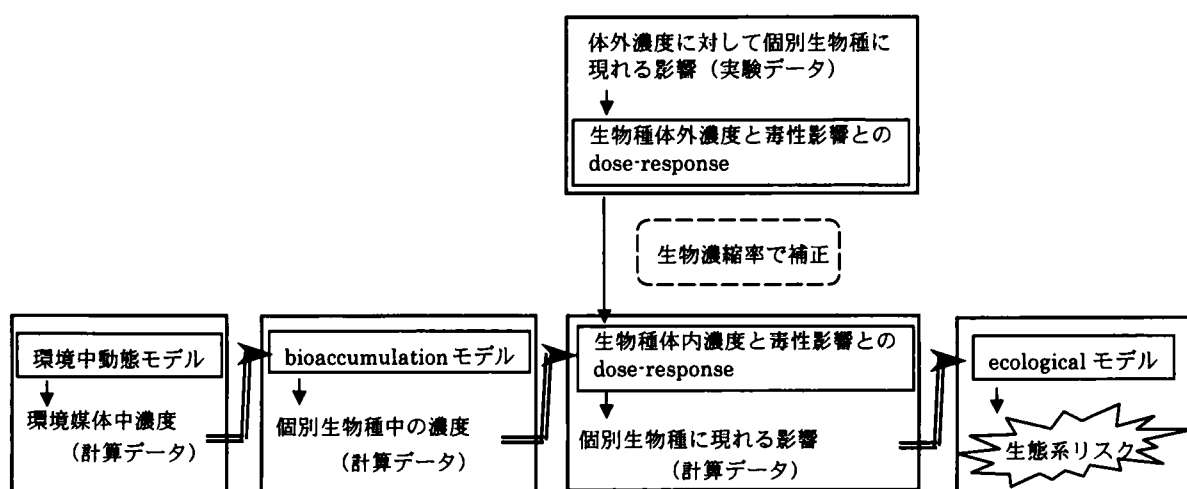 体外濃度に対して個別生物種に
現れる影響（実験データ）
生物種体外濃度と毒性影響との
dose-response
生物濃縮率で補正
環境中動態モデル
環境媒体中濃度
（計算データ）
bioaccumulation モデル
個別生物種中の濃度
（計算データ）
生物種体内濃度と毒性影響との
dose-response
個別生物種に現れる影響
（計算データ）
ecological モデル
生態系リスク